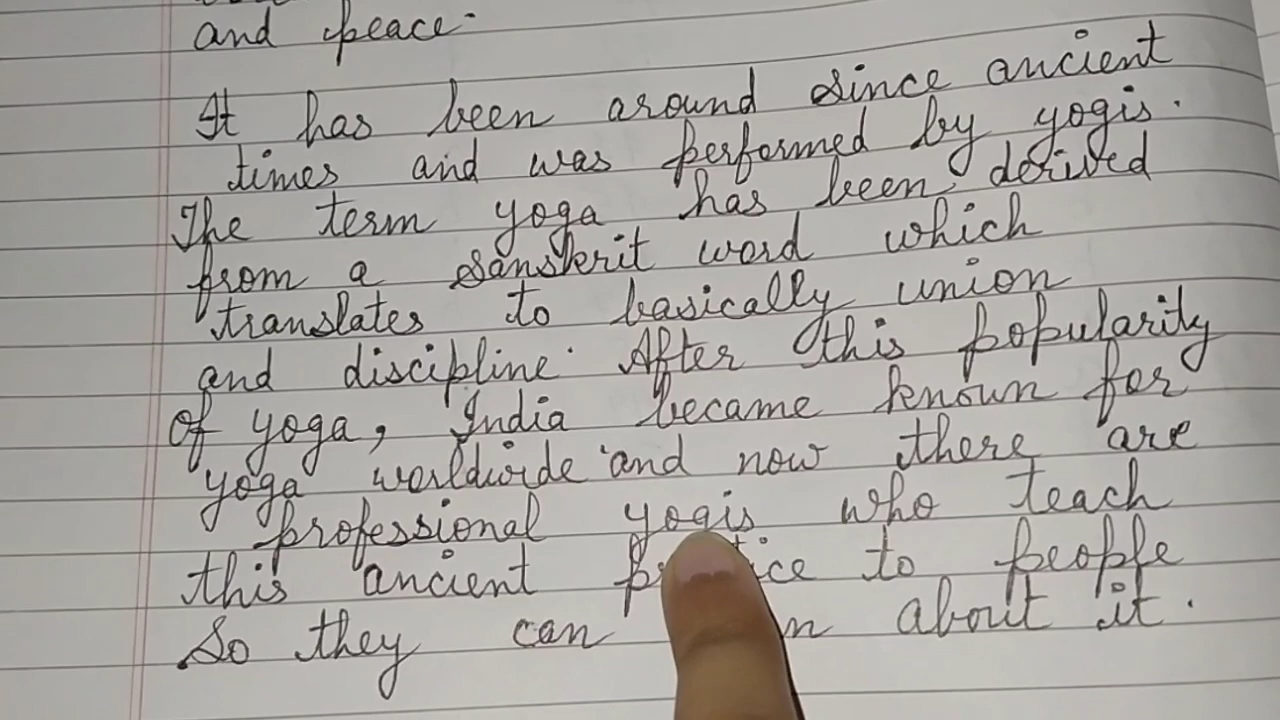 and peace.
It has been around since ancient
times and was performed by yogis.
The term yoga has been derived
from a sanskrit word which
translates to basically union
and discipline. After this popularity
of yoga, India became known for
yoga worldwide and now there are
professional yogis who teach
this ancient to people
So they can about it.